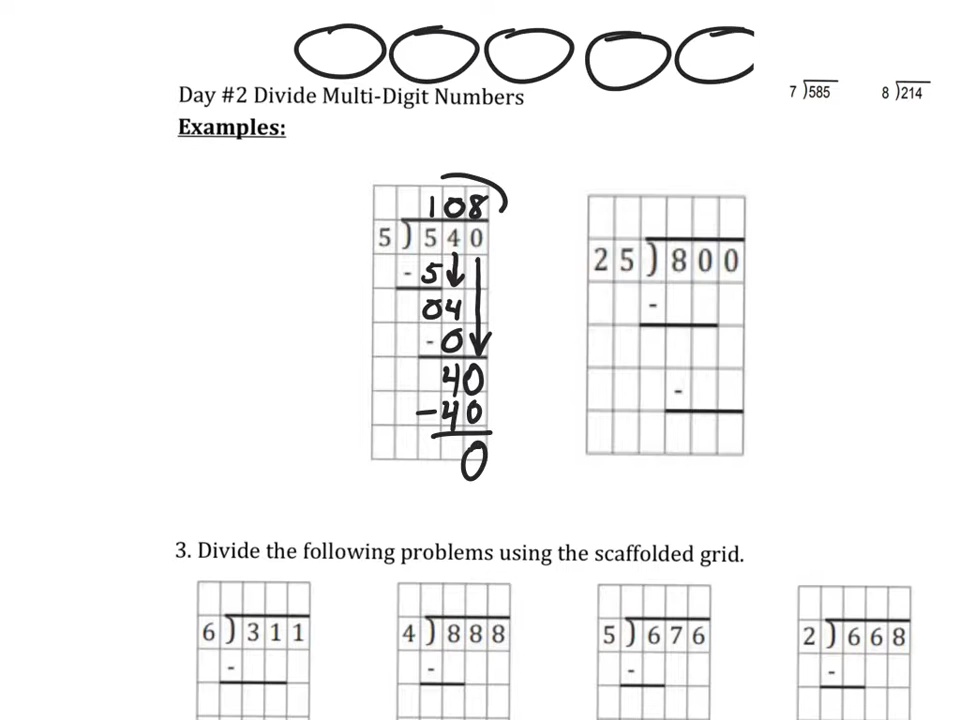 Day #2 Divide Multi-Digit Numbers
7 ) 585
8 ) 214
Examples:
108
5 ) 540
- 5
04
- 0
40
- 40
0
25 ) 800
-
-
3. Divide the following problems using the scaffolded grid.
6 ) 311
-
4 ) 888
-
5 ) 676
-
2 ) 668
-